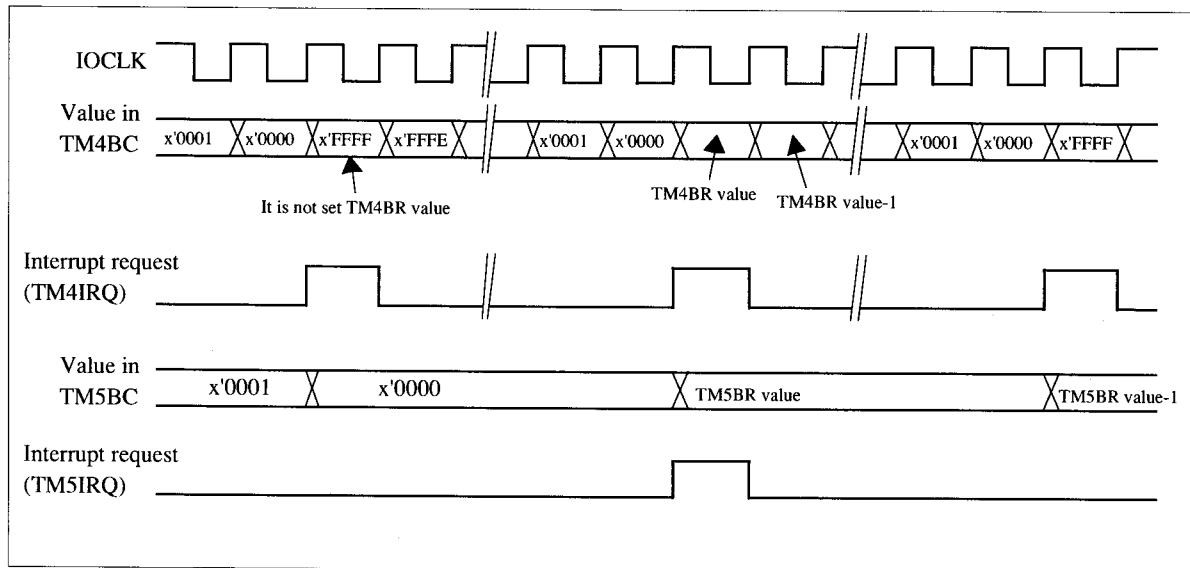 IOCLK
Value in
TM4BC
x'0001 x'0000 x'FFFF x'FFFE x'0001 x'0000 x'0001 x'0000 x'FFFF
It is not set TM4BR value
TM4BR value
TM4BR value-1
Interrupt request
(TM4IRQ)
Value in
TM5BC
x'0001 x'0000 TM5BR value TM5BR value-1
Interrupt request
(TM5IRQ)